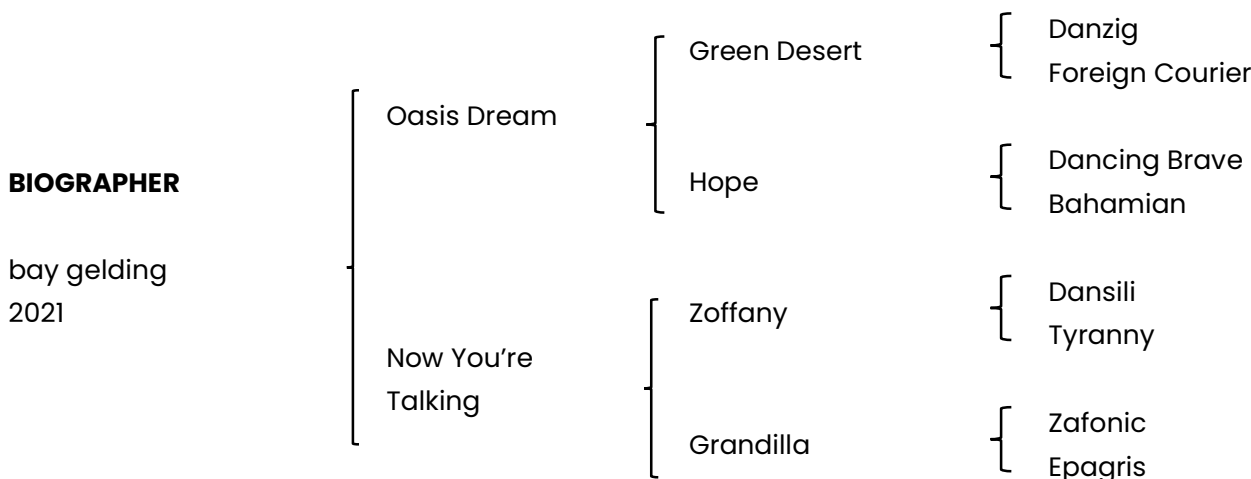 BIOGRAPHER
bay gelding
2021
Oasis Dream
Now You’re
Talking
Green Desert
Hope
Zoffany
Grandilla
Danzig
Foreign Courier
Dancing Brave
Bahamian
Dansili
Tyranny
Zafonic
Epagris